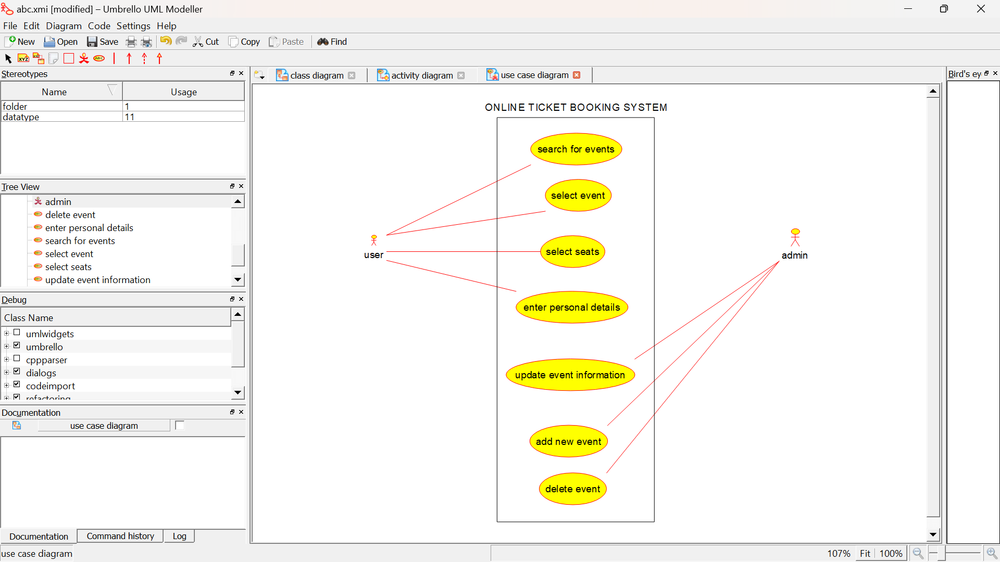 abc.xmi [modified] – Umbrello UML Modeller
File Edit Diagram Code Settings Help
New Open Save Cut Copy Paste Find
XYZ XYZ ABC
Stereotypes
Name Usage
folder 1
datatype 11
Tree View
admin
delete event
enter personal details
search for events
select event
select seats
update event information
Debug
Class Name
umlwidgets
umbrello
cppparser
dialogs
codeimport
refactoring
Documentation
use case diagram
Documentation Command history Log
use case diagram
class diagram activity diagram use case diagram
ONLINE TICKET BOOKING SYSTEM
search for events
select event
select seats
enter personal details
update event information
add new event
delete event
user
admin
Bird's ey
107% Fit 100%